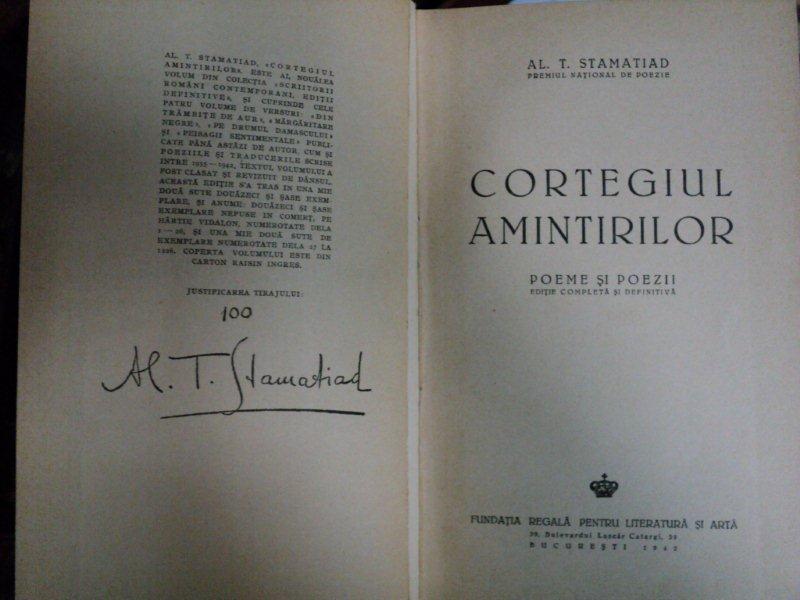 AL. T. STAMATIAD, «CORTEGIUL
AMINTIRILOR», ESTE AL NOUĂLEA
VOLUM DIN COLECȚIA «SCRIITORII
ROMÂNI CONTEMPORANI, EDIȚII
DEFINITIVE», ȘI CUPRINDE CELE
PATRU VOLUME DE VERSURI: «DIN
TRÂMBIȚE DE AUR», «MĂRGĂRITARE
NEGRE», «PE DRUMUL DAMASCULUI»
ȘI «PEISAGII SENTIMENTALE» PUBLI-
CATE PÂNĂ ASTĂZI DE AUTOR, CUM ȘI
POEZIILE ȘI TRADUCERILE SCRISE
INTRE 1935—1942. TEXTUL VOLUMULUI A
FOST CLASAT ȘI REVIZUIT DE DÂNSUL.
ACEASTĂ EDIȚIE S'A TRAS IN UNA MIE
DOUĂ SUTE DOUĂZECI ȘI ȘASE EXEM-
PLARE, ȘI ANUME: DOUĂZECI ȘI ȘASE
EXEMPLARE NEPUSE IN COMERȚ, PE
HÂRTIE VIDALON, NUMEROTATE DELA
1—26, ȘI UNA MIE DOUĂ SUTE DE
EXEMPLARE NUMEROTATE DELA 27 LA
1226. COPERTA VOLUMULUI ESTE DIN
CARTON RAISIN INGRES.
JUSTIFICAREA TIRAJULUI:
100
Al. T. Stamatiad
AL. T. STAMATIAD
PREMIUL NAȚIONAL DE POEZIE
CORTEGIUL
AMINTIRILOR
POEME ȘI POEZII
EDIȚIE COMPLETĂ ȘI DEFINITIVĂ
FUNDAȚIA REGALĂ PENTRU LITERATURĂ ȘI ARTĂ
39, Bulevardul Lascăr Catargi, 39
BUCUREȘTI 1942